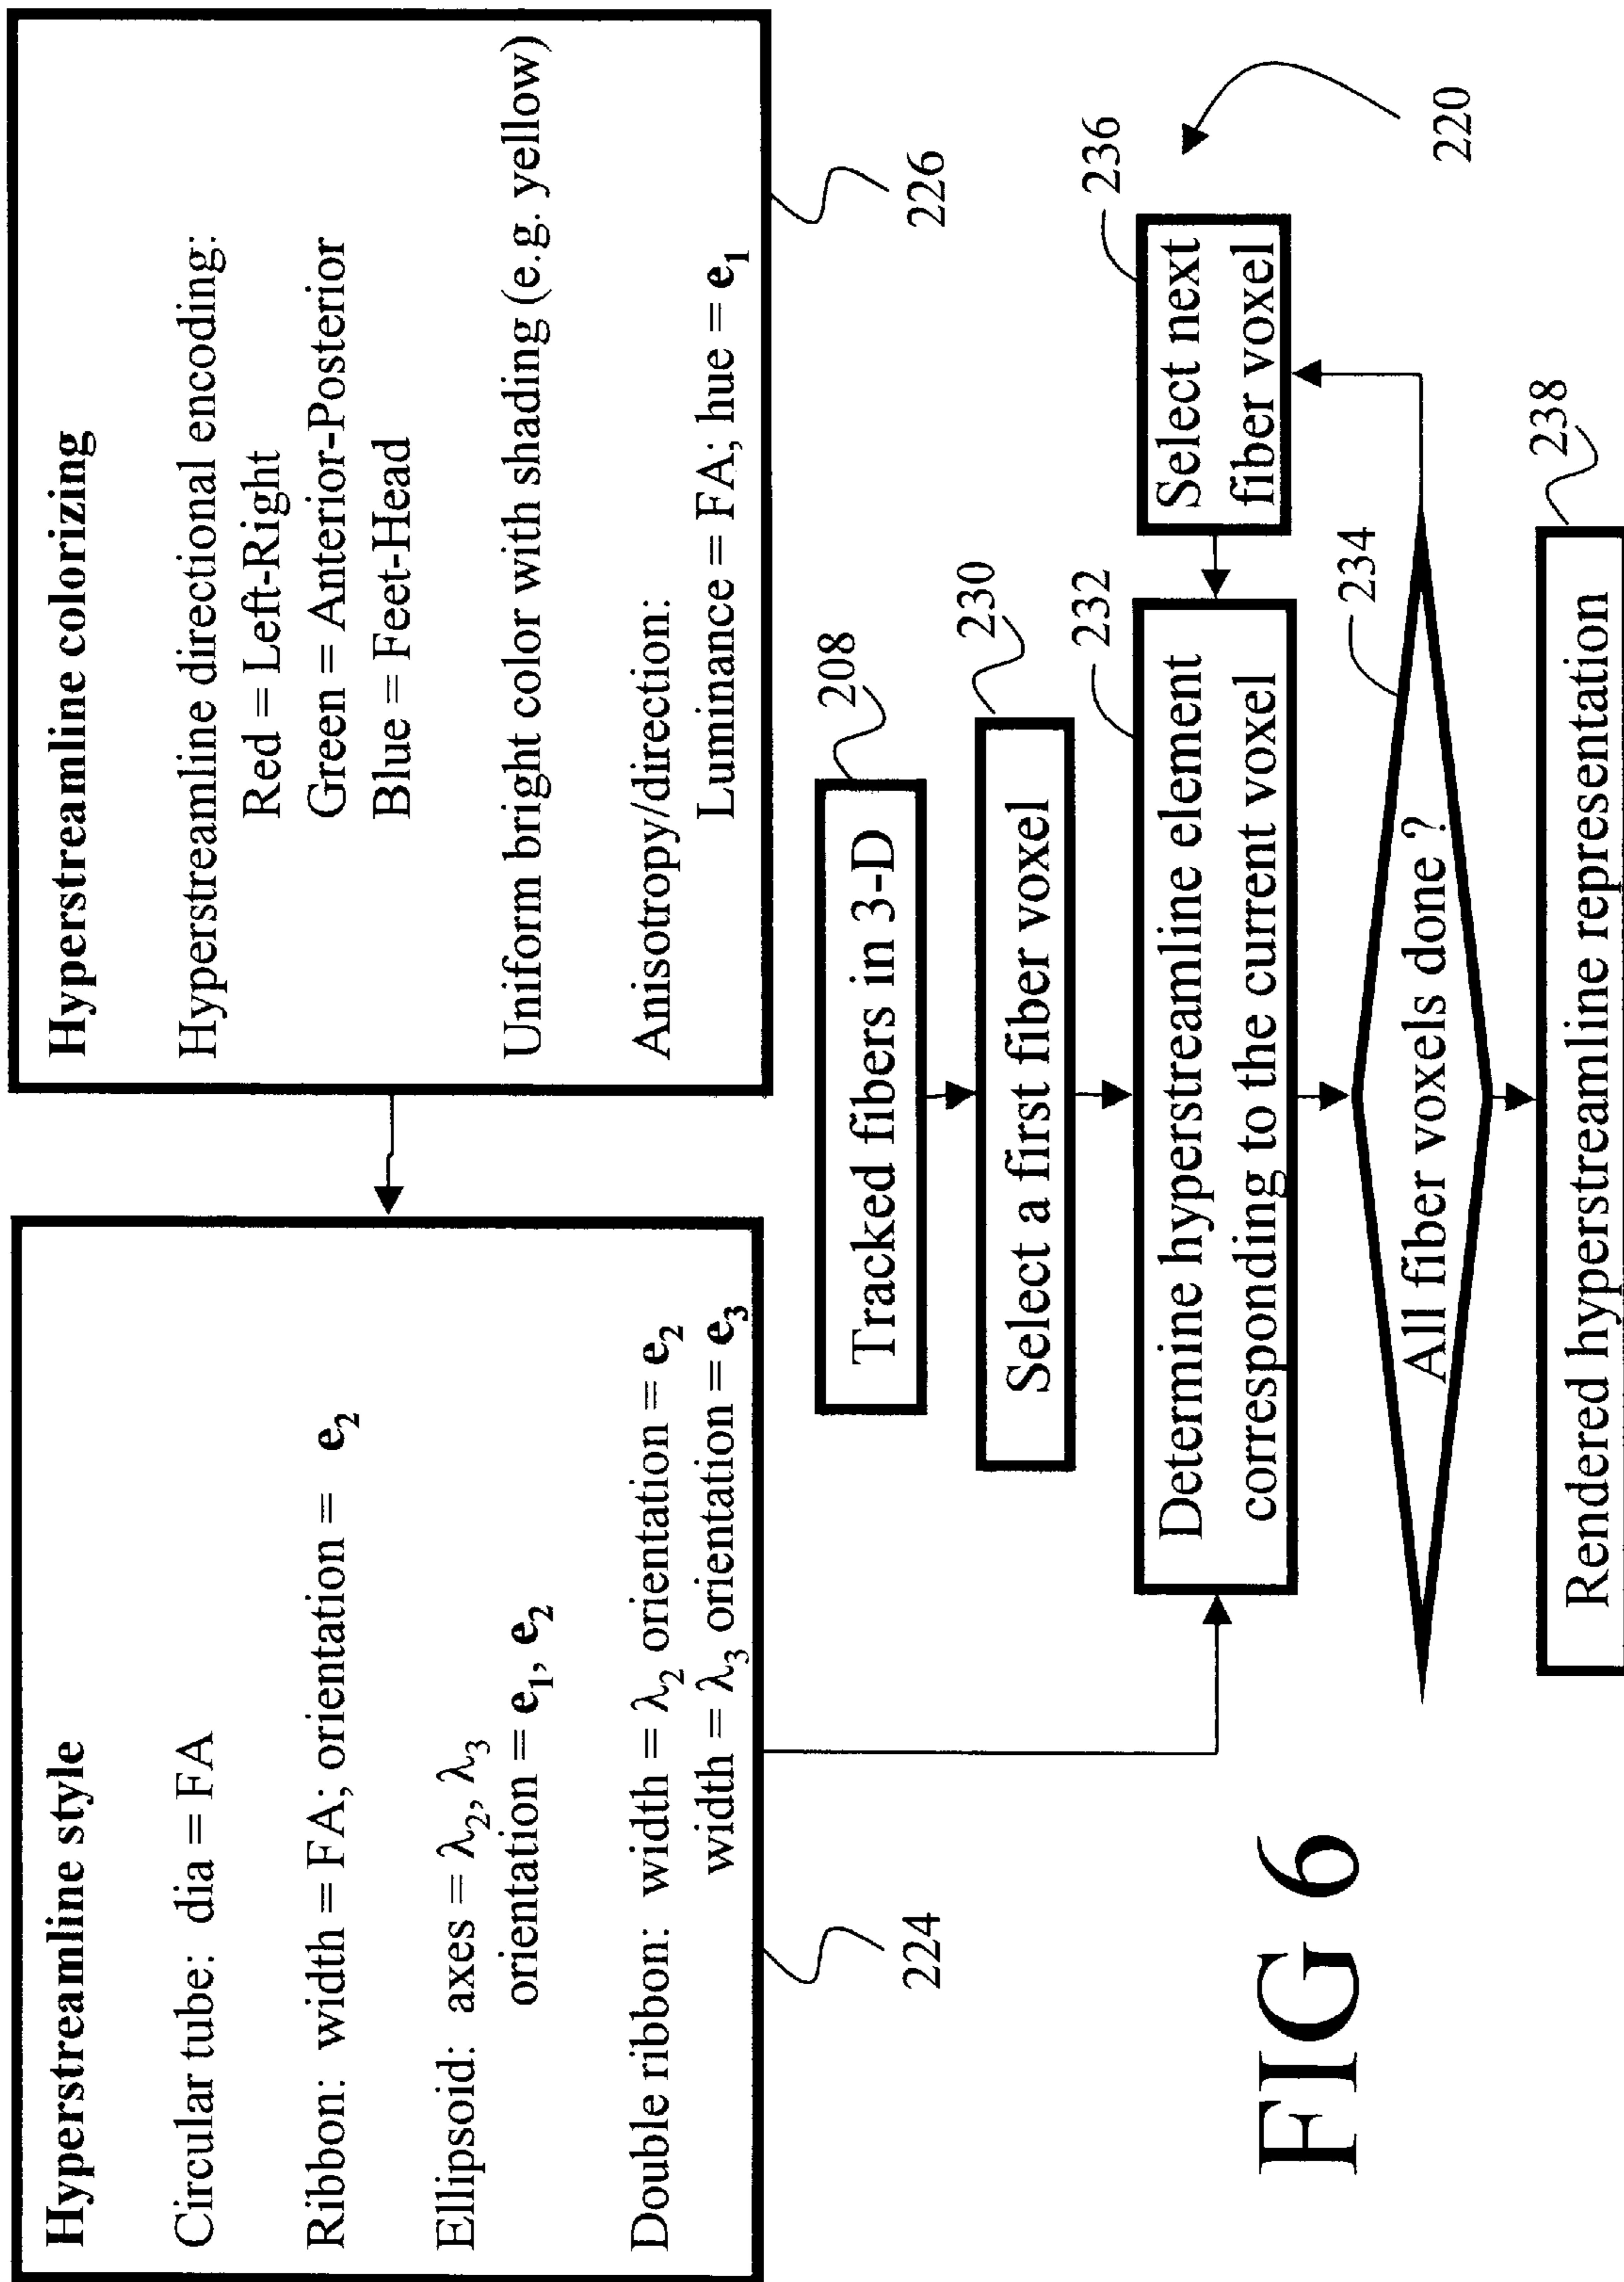 Hyperstreamline style
Circular tube: dia = FA
Ribbon: width = FA; orientation = e₂
Ellipsoid: axes = λ₂, λ₃
orientation = e₁, e₂
Double ribbon: width = λ₂ orientation = e₂
width = λ₃ orientation = e₃
224
Hyperstreamline colorizing
Hyperstreamline directional encoding:
Red = Left-Right
Green = Anterior-Posterior
Blue = Feet-Head
Uniform bright color with shading (e.g. yellow)
Anisotropy/direction:
Luminance = FA; hue = e₁
226
Tracked fibers in 3-D
208
Select a first fiber voxel
230
Determine hyperstreamline element
corresponding to the current voxel
232
Select next
fiber voxel
236
All fiber voxels done ?
234
Rendered hyperstreamline representation
238
220
FIG 6